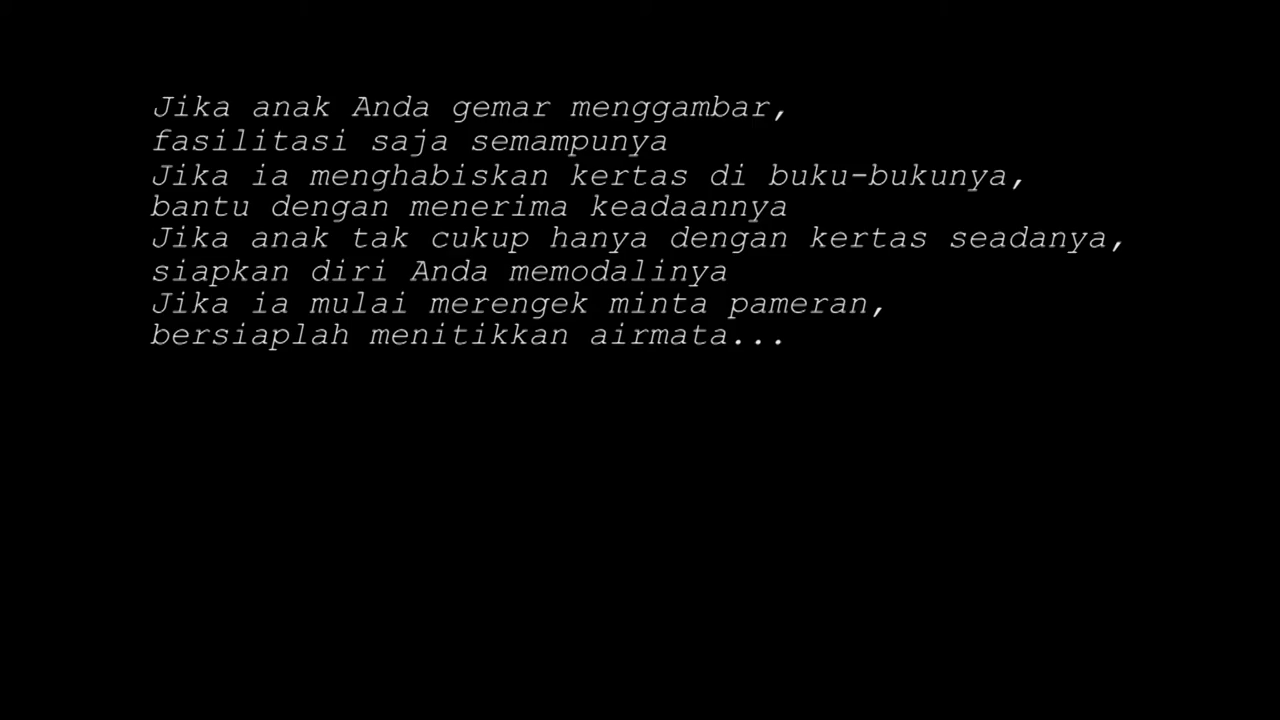 Jika anak Anda gemar menggambar,
fasilitasi saja semampunya
Jika ia menghabiskan kertas di buku-bukunya,
bantu dengan menerima keadaannya
Jika anak tak cukup hanya dengan kertas seadanya,
siapkan diri Anda memodalinya
Jika ia mulai merengek minta pameran,
bersiaplah menitikkan airmata...